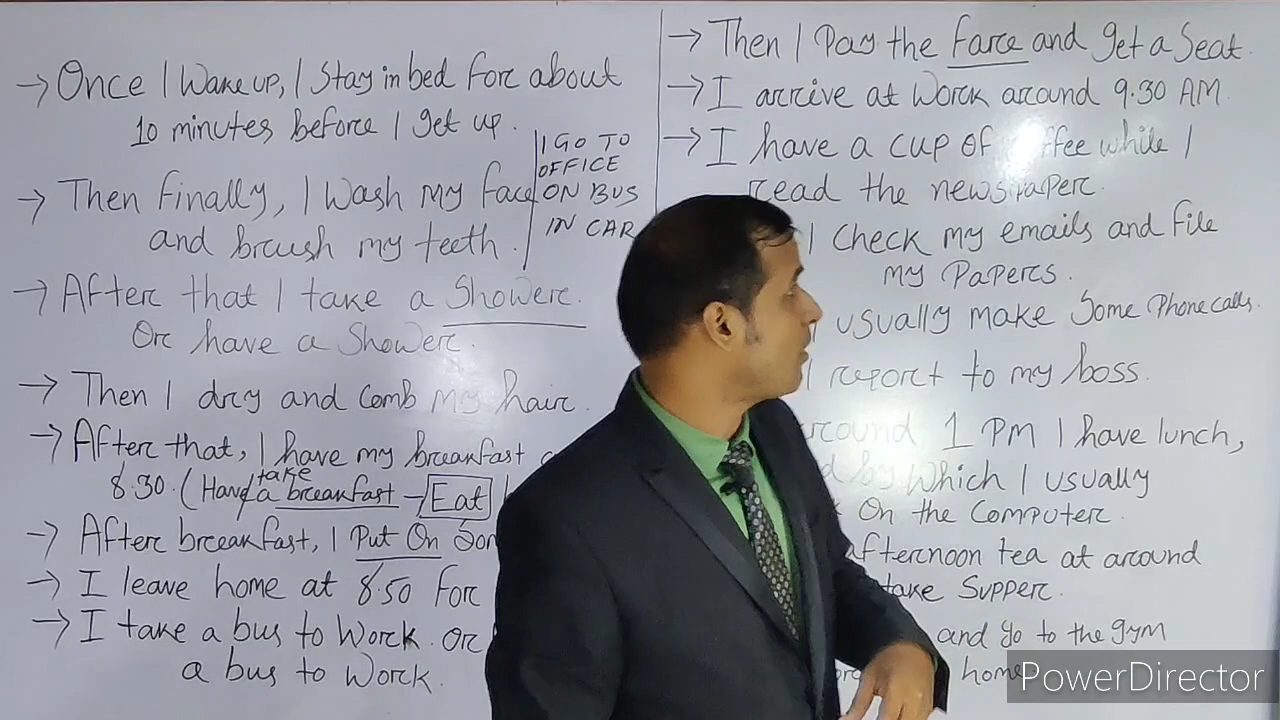 → Once I Wake up, I Stay in bed For about
10 minutes before I get up.
→ Then Finally, I Wash my Face
and brush my teeth.
I GO TO
OFFICE
ON BUS
IN CAR
→ After that I take a Shower.
Or have a Shower.
→ Then I dry and Comb my hair.
→ After that, I have my breakfast
8.30. (Have/take a breakfast → Eat
→ After breakfast, I Put On
→ I leave home at 8.50 For
→ I take a bus to Work. Or
a bus to Work.
→ Then I Pay the Fare and get a Seat.
→ I arrive at Work around 9.30 AM.
→ I have a cup of while I
read the newspaper.
I Check my emails and File
my Papers.
usually make Some Phone calls.
I report to my boss.
around 1 PM I have lunch,
by Which I usually
On the Computer.
afternoon tea at around
take Supper.
and go to the gym
home
PowerDirector